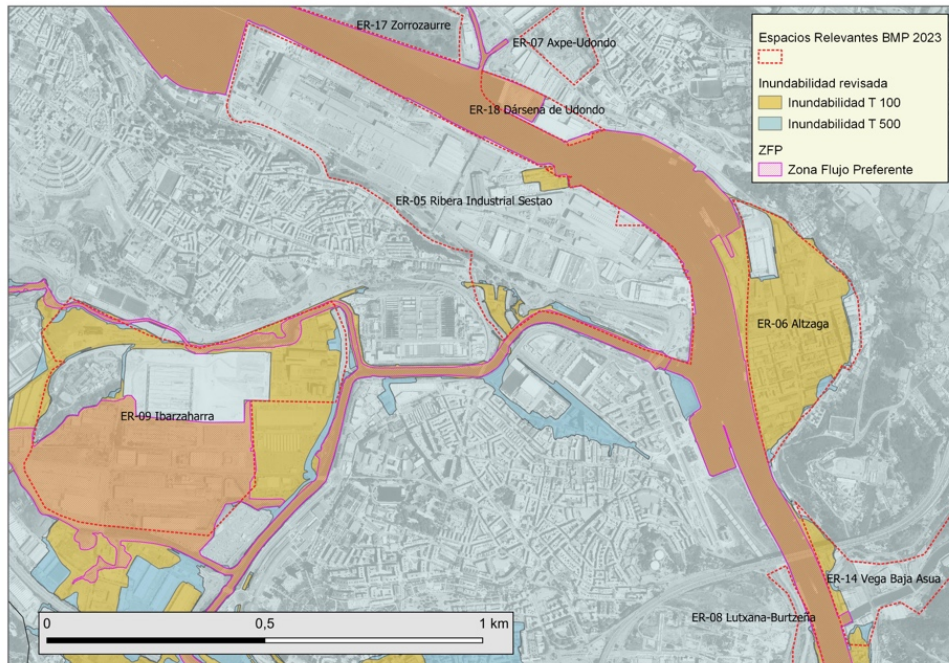 ER-17 Zorrozaurre
ER-07 Axpe-Udondo
ER-18 Dársena de Udondo
ER-05 Ribera Industrial Sestao
ER-06 Altzaga
ER-09 Ibarzaharra
ER-14 Vega Baja Asua
ER-08 Lutxana-Burtzeña
Espacios Relevantes BMP 2023
Inundabilidad revisada
Inundabilidad T 100
Inundabilidad T 500
ZFP
Zona Flujo Preferente
0 0,5 1 km